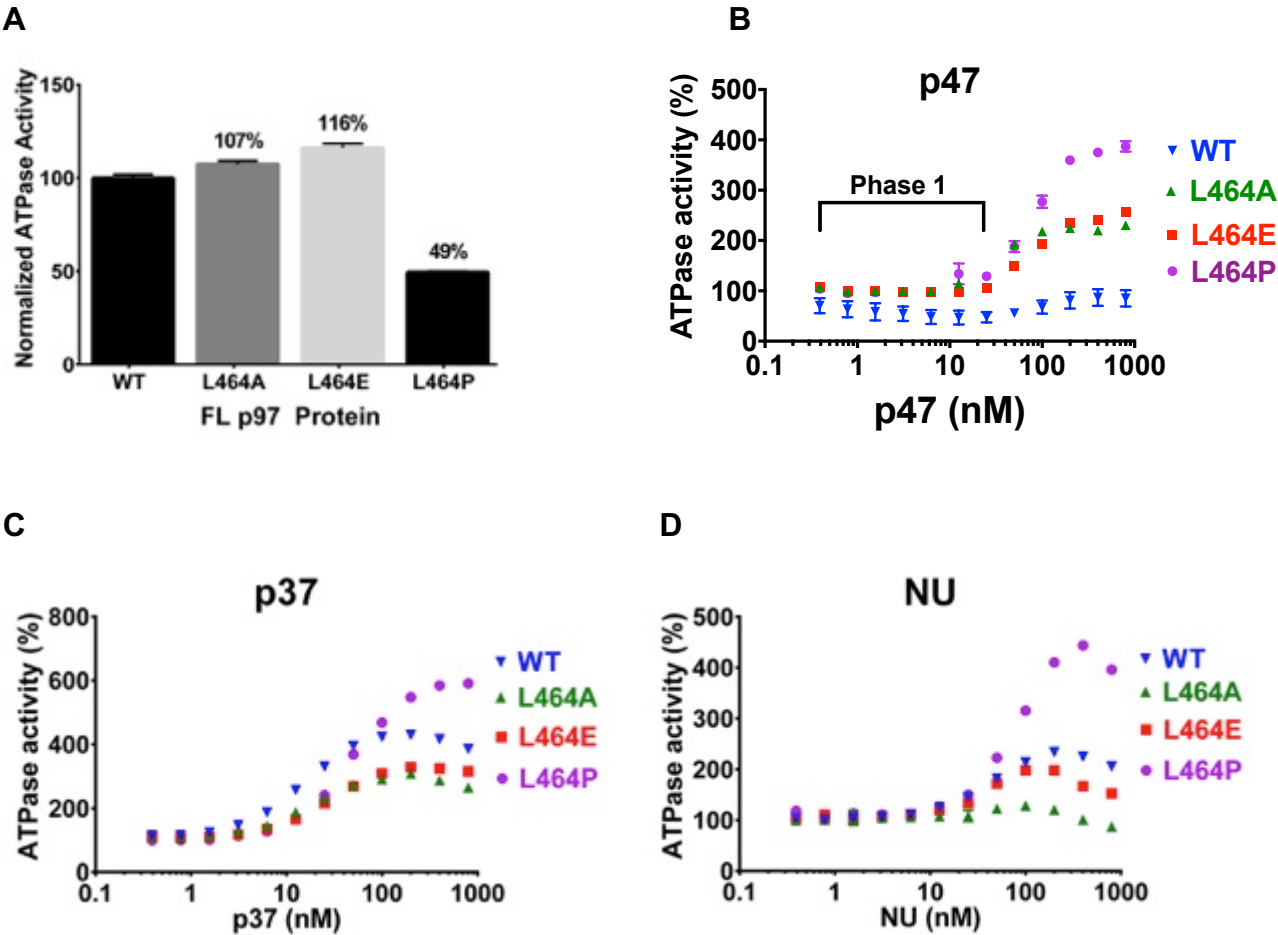 A
Normalized ATPase Activity
150
100
50
0
107%
116%
49%
WT L464A L464E L464P
FL p97 Protein
B
p47
ATPase activity (%)
500
400
300
200
100
0
Phase 1
WT
L464A
L464E
L464P
0.1 1 10 100 1000
p47 (nM)
C
p37
ATPase activity (%)
800
600
400
200
0
WT
L464A
L464E
L464P
0.1 1 10 100 1000
p37 (nM)
D
NU
ATPase activity (%)
500
400
300
200
100
0
WT
L464A
L464E
L464P
0.1 1 10 100 1000
NU (nM)